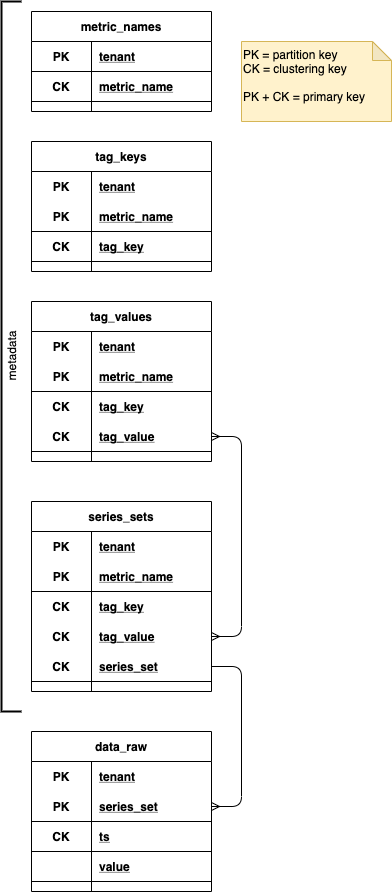 metric_names
PK tenant
CK metric_name
PK = partition key
CK = clustering key
PK + CK = primary key
tag_keys
PK tenant
PK metric_name
CK tag_key
metadata
tag_values
PK tenant
PK metric_name
CK tag_key
CK tag_value
series_sets
PK tenant
PK metric_name
CK tag_key
CK tag_value
CK series_set
data_raw
PK tenant
PK series_set
CK ts
value